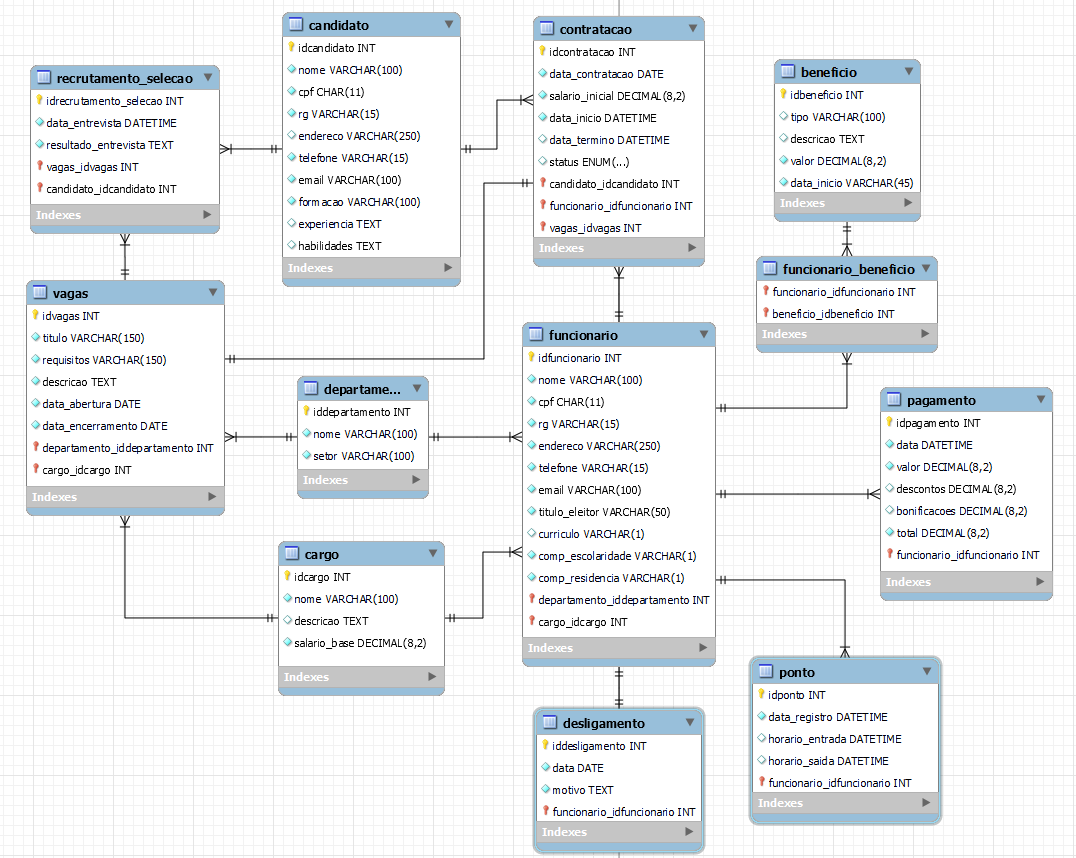 recrutamento_selecao
idrecrutamento_selecao INT
data_entrevista DATETIME
resultado_entrevista TEXT
vagas_idvagas INT
candidato_idcandidato INT
Indexes
candidato
idcandidato INT
nome VARCHAR(100)
cpf CHAR(11)
rg VARCHAR(15)
endereco VARCHAR(250)
telefone VARCHAR(15)
email VARCHAR(100)
formacao VARCHAR(100)
experiencia TEXT
habilidades TEXT
Indexes
contratacao
idcontratacao INT
data_contratacao DATE
salario_inicial DECIMAL(8,2)
data_inicio DATETIME
data_termino DATETIME
status ENUM(...)
candidato_idcandidato INT
funcionario_idfuncionario INT
vagas_idvagas INT
Indexes
beneficio
idbeneficio INT
tipo VARCHAR(100)
descricao TEXT
valor DECIMAL(8,2)
data_inicio VARCHAR(45)
Indexes
funcionario_beneficio
funcionario_idfuncionario INT
beneficio_idbeneficio INT
Indexes
vagas
idvagas INT
titulo VARCHAR(150)
requisitos VARCHAR(150)
descricao TEXT
data_abertura DATE
data_encerramento DATE
departamento_iddepartamento INT
cargo_idcargo INT
Indexes
departame...
iddepartamento INT
nome VARCHAR(100)
setor VARCHAR(100)
Indexes
funcionario
idfuncionario INT
nome VARCHAR(100)
cpf CHAR(11)
rg VARCHAR(15)
endereco VARCHAR(250)
telefone VARCHAR(15)
email VARCHAR(100)
titulo_eleitor VARCHAR(50)
curriculo VARCHAR(1)
comp_escolaridade VARCHAR(1)
comp_residencia VARCHAR(1)
departamento_iddepartamento INT
cargo_idcargo INT
Indexes
pagamento
idpagamento INT
data DATETIME
valor DECIMAL(8,2)
descontos DECIMAL(8,2)
bonificacoes DECIMAL(8,2)
total DECIMAL(8,2)
funcionario_idfuncionario INT
Indexes
cargo
idcargo INT
nome VARCHAR(100)
descricao TEXT
salario_base DECIMAL(8,2)
Indexes
desligamento
iddesligamento INT
data DATE
motivo TEXT
funcionario_idfuncionario INT
Indexes
ponto
idponto INT
data_registro DATETIME
horario_entrada DATETIME
horario_saida DATETIME
funcionario_idfuncionario INT
Indexes